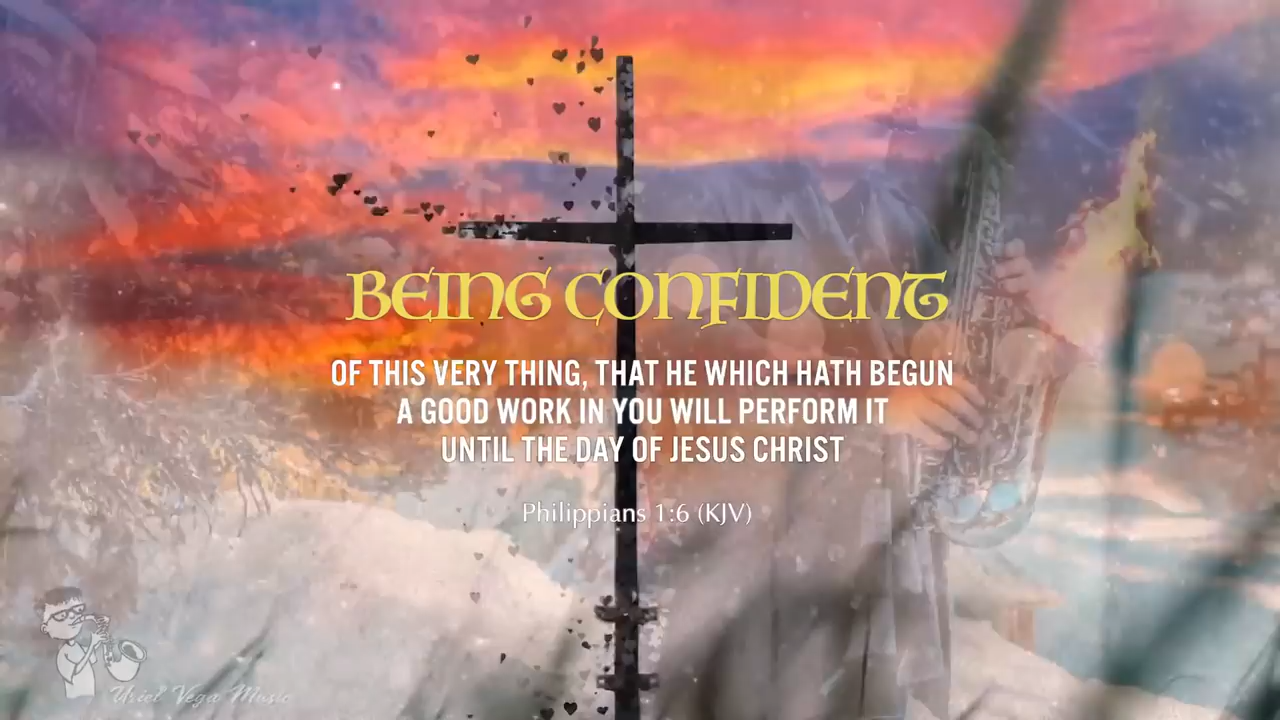 BEING CONFIDENT
OF THIS VERY THING, THAT HE WHICH HATH BEGUN
A GOOD WORK IN YOU WILL PERFORM IT
UNTIL THE DAY OF JESUS CHRIST
Philippians 1:6 (KJV)
Uriel Vega Music